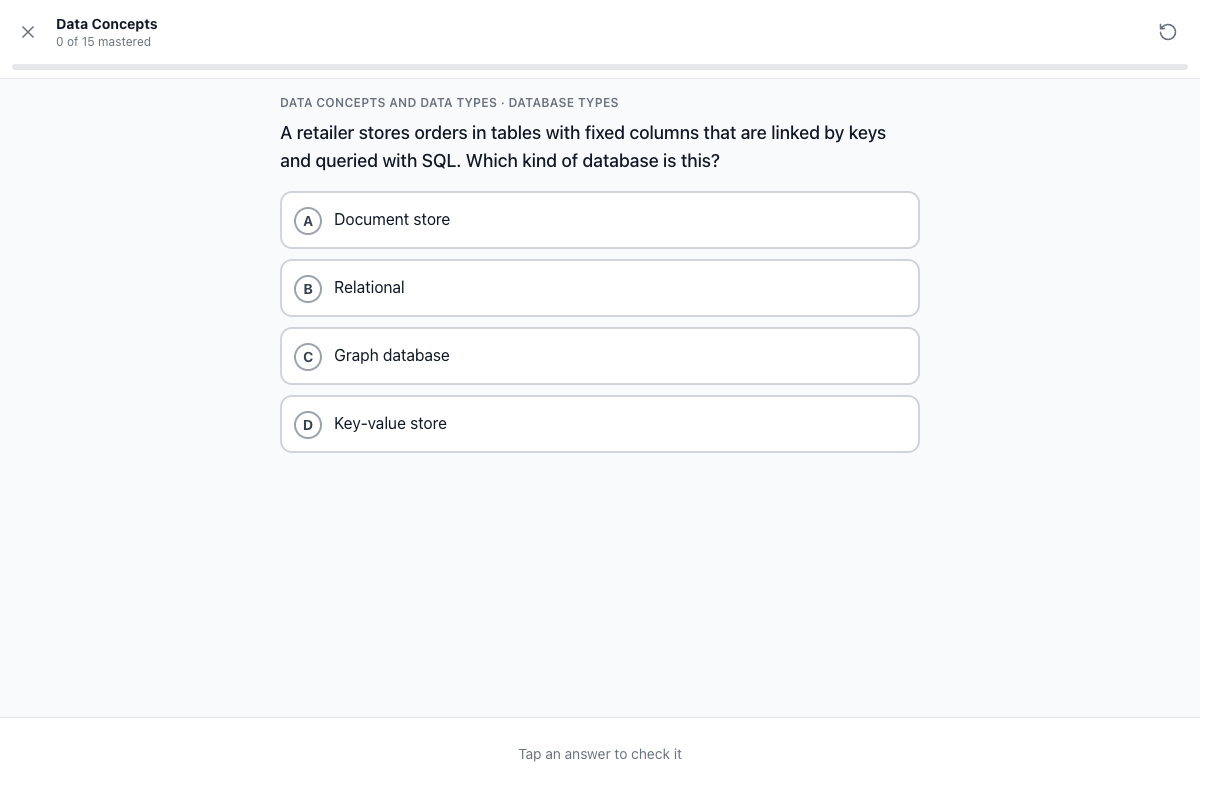 Data Concepts
0 of 15 mastered
DATA CONCEPTS AND DATA TYPES · DATABASE TYPES
A retailer stores orders in tables with fixed columns that are linked by keys
and queried with SQL. Which kind of database is this?
A Document store
B Relational
C Graph database
D Key-value store
Tap an answer to check it